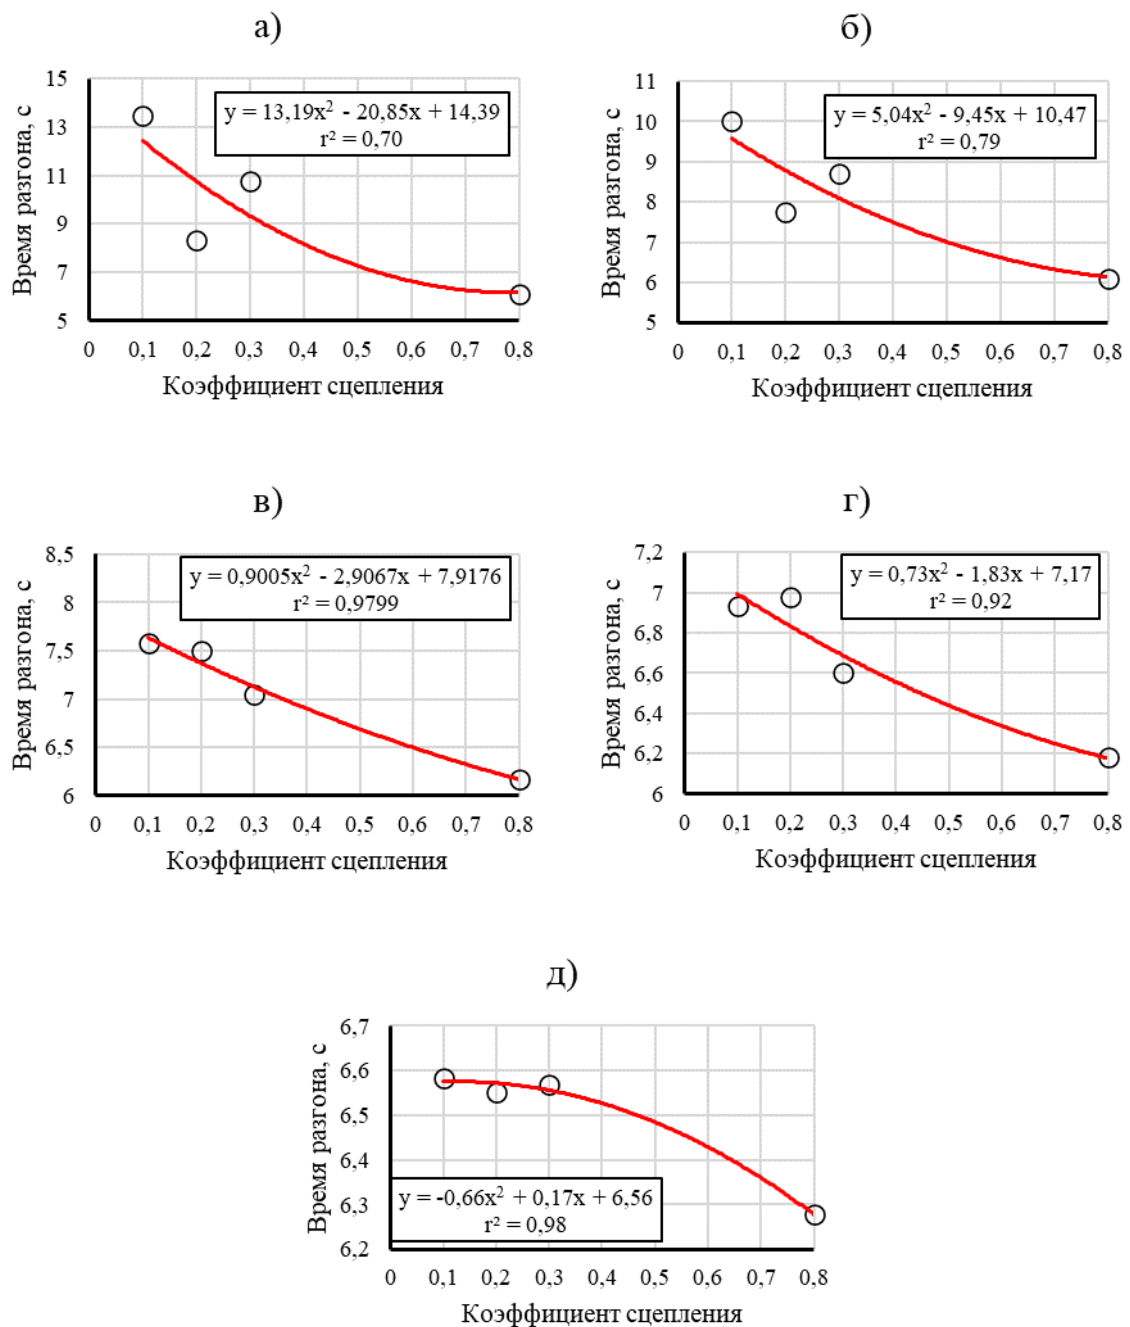 а)
Время разгона, с
15
13
11
9
7
5
y = 13,19x² - 20,85x + 14,39
r² = 0,70
0 0,1 0,2 0,3 0,4 0,5 0,6 0,7 0,8
Коэффициент сцепления
б)
Время разгона, с
11
10
9
8
7
6
5
y = 5,04x² - 9,45x + 10,47
r² = 0,79
0 0,1 0,2 0,3 0,4 0,5 0,6 0,7 0,8
Коэффициент сцепления
в)
Время разгона, с
8,5
8
7,5
7
6,5
6
y = 0,9005x² - 2,9067x + 7,9176
r² = 0,9799
0 0,1 0,2 0,3 0,4 0,5 0,6 0,7 0,8
Коэффициент сцепления
г)
Время разгона, с
7,2
7
6,8
6,6
6,4
6,2
6
y = 0,73x² - 1,83x + 7,17
r² = 0,92
0 0,1 0,2 0,3 0,4 0,5 0,6 0,7 0,8
Коэффициент сцепления
д)
Время разгона, с
6,7
6,6
6,5
6,4
6,3
6,2
y = -0,66x² + 0,17x + 6,56
r² = 0,98
0 0,1 0,2 0,3 0,4 0,5 0,6 0,7 0,8
Коэффициент сцепления